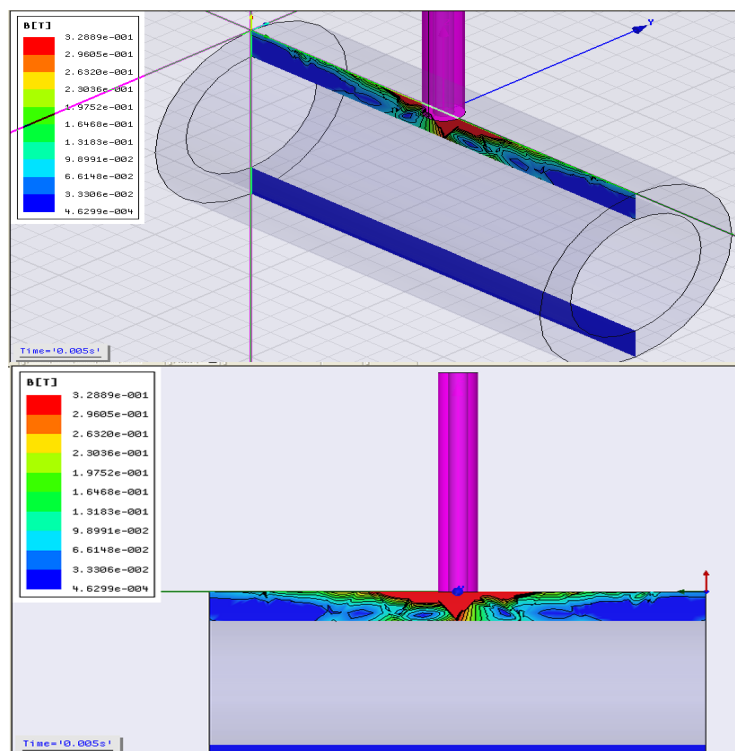 B[T]
3.2889e-001
2.9605e-001
2.6320e-001
2.3036e-001
1.9752e-001
1.6468e-001
1.3183e-001
9.8991e-002
6.6148e-002
3.3306e-002
4.6299e-004
Y
Time='0.005s'
B[T]
3.2889e-001
2.9605e-001
2.6320e-001
2.3036e-001
1.9752e-001
1.6468e-001
1.3183e-001
9.8991e-002
6.6148e-002
3.3306e-002
4.6299e-004
Time='0.005s'